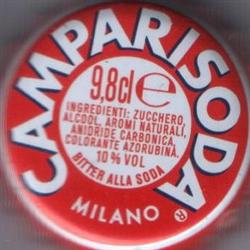 CAMPARISODA
9,8cl e
INGREDIENTI: ZUCCHERO,
ALCOOL, AROMI NATURALI,
ANIDRIDE CARBONICA,
COLORANTE AZORUBINA.
10% VOL
BITTER ALLA SODA
MILANO ®